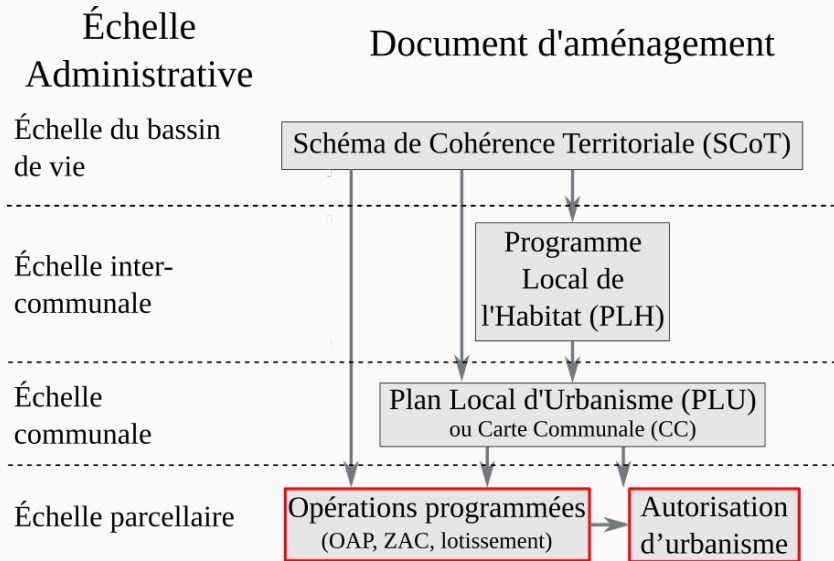 Échelle
Administrative
Document d'aménagement
Échelle du bassin
de vie
Schéma de Cohérence Territoriale (SCoT)
Échelle inter-
communale
Programme
Local de
l'Habitat (PLH)
Échelle
communale
Plan Local d'Urbanisme (PLU)
ou Carte Communale (CC)
Échelle parcellaire
Opérations programmées
(OAP, ZAC, lotissement)
Autorisation
d’urbanisme